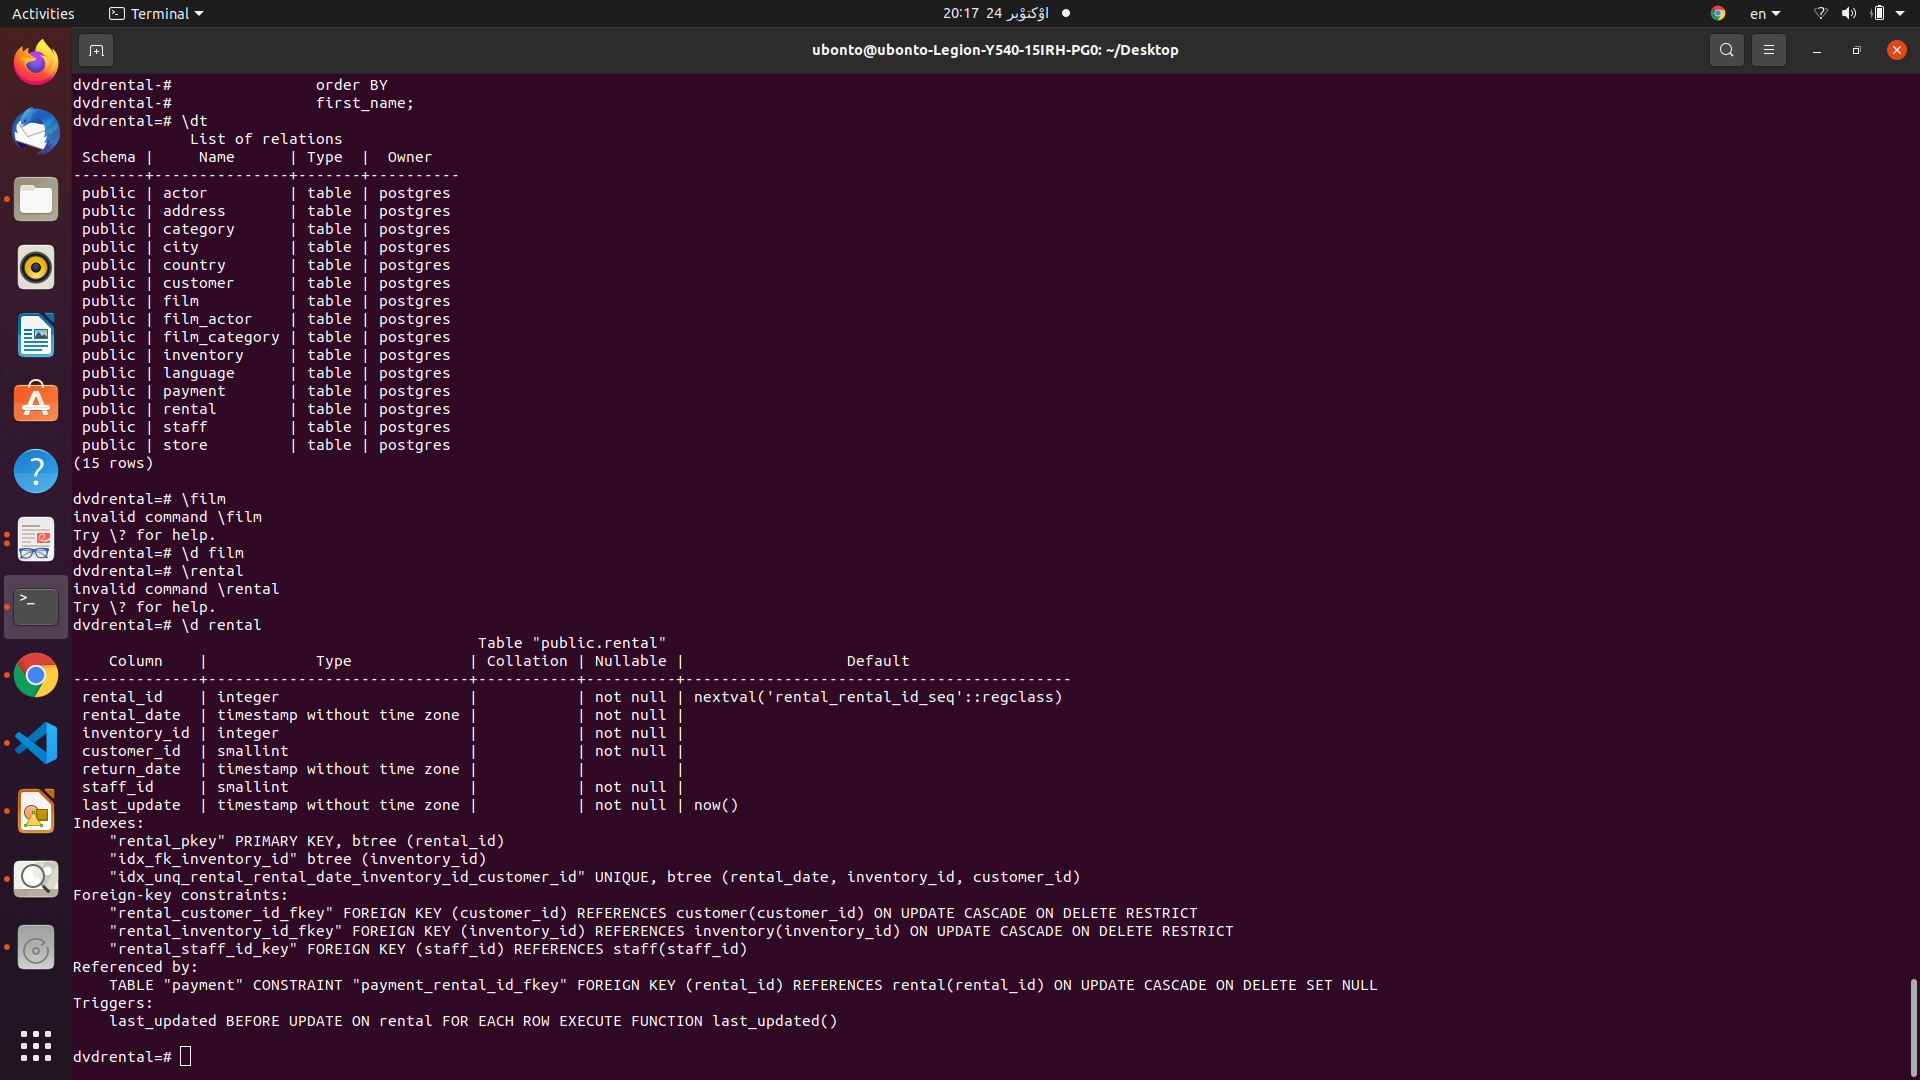 Activities
Terminal
20:17 24 اۆکتۆبر
en
ubonto@ubonto-Legion-Y540-15IRH-PG0: ~/Desktop
dvdrental-#                order BY
dvdrental-#                first_name;
dvdrental=# \dt
             List of relations
 Schema |     Name      | Type  |  Owner
--------+---------------+-------+----------
 public | actor         | table | postgres
 public | address       | table | postgres
 public | category      | table | postgres
 public | city          | table | postgres
 public | country       | table | postgres
 public | customer      | table | postgres
 public | film          | table | postgres
 public | film_actor    | table | postgres
 public | film_category | table | postgres
 public | inventory     | table | postgres
 public | language      | table | postgres
 public | payment       | table | postgres
 public | rental        | table | postgres
 public | staff         | table | postgres
 public | store         | table | postgres
(15 rows)
dvdrental=# \film
invalid command \film
Try \? for help.
dvdrental=# \d film
dvdrental=# \rental
invalid command \rental
Try \? for help.
dvdrental=# \d rental
                                             Table "public.rental"
    Column    |            Type             | Collation | Nullable |                  Default
--------------+-----------------------------+-----------+----------+-------------------------------------------
 rental_id    | integer                     |           | not null | nextval('rental_rental_id_seq'::regclass)
 rental_date  | timestamp without time zone |           | not null |
 inventory_id | integer                     |           | not null |
 customer_id  | smallint                    |           | not null |
 return_date  | timestamp without time zone |           |          |
 staff_id     | smallint                    |           | not null |
 last_update  | timestamp without time zone |           | not null | now()
Indexes:
    "rental_pkey" PRIMARY KEY, btree (rental_id)
    "idx_fk_inventory_id" btree (inventory_id)
    "idx_unq_rental_rental_date_inventory_id_customer_id" UNIQUE, btree (rental_date, inventory_id, customer_id)
Foreign-key constraints:
    "rental_customer_id_fkey" FOREIGN KEY (customer_id) REFERENCES customer(customer_id) ON UPDATE CASCADE ON DELETE RESTRICT
    "rental_inventory_id_fkey" FOREIGN KEY (inventory_id) REFERENCES inventory(inventory_id) ON UPDATE CASCADE ON DELETE RESTRICT
    "rental_staff_id_key" FOREIGN KEY (staff_id) REFERENCES staff(staff_id)
Referenced by:
    TABLE "payment" CONSTRAINT "payment_rental_id_fkey" FOREIGN KEY (rental_id) REFERENCES rental(rental_id) ON UPDATE CASCADE ON DELETE SET NULL
Triggers:
    last_updated BEFORE UPDATE ON rental FOR EACH ROW EXECUTE FUNCTION last_updated()
dvdrental=#